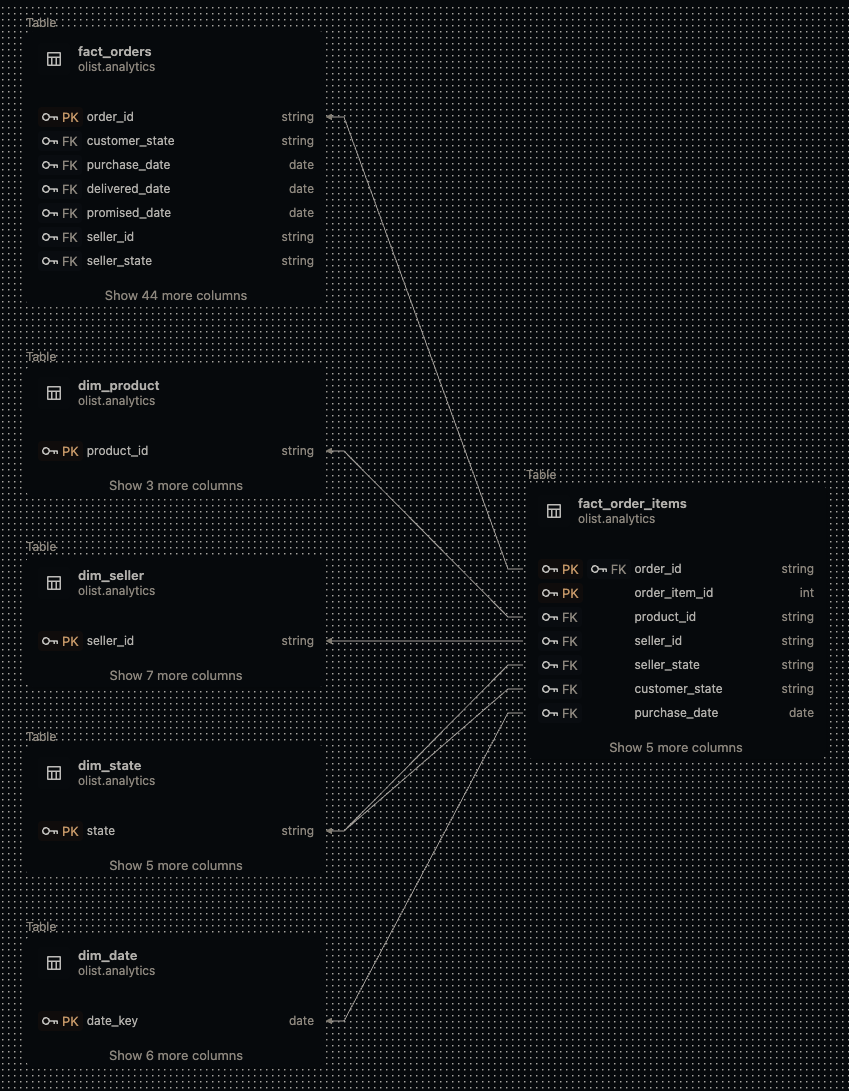 Table
fact_orders
olist.analytics
PK order_id string
FK customer_state string
FK purchase_date date
FK delivered_date date
FK promised_date date
FK seller_id string
FK seller_state string
Show 44 more columns
Table
dim_product
olist.analytics
PK product_id string
Show 3 more columns
Table
dim_seller
olist.analytics
PK seller_id string
Show 7 more columns
Table
dim_state
olist.analytics
PK state string
Show 5 more columns
Table
dim_date
olist.analytics
PK date_key date
Show 6 more columns
Table
fact_order_items
olist.analytics
PK FK order_id string
PK order_item_id int
FK product_id string
FK seller_id string
FK seller_state string
FK customer_state string
FK purchase_date date
Show 5 more columns